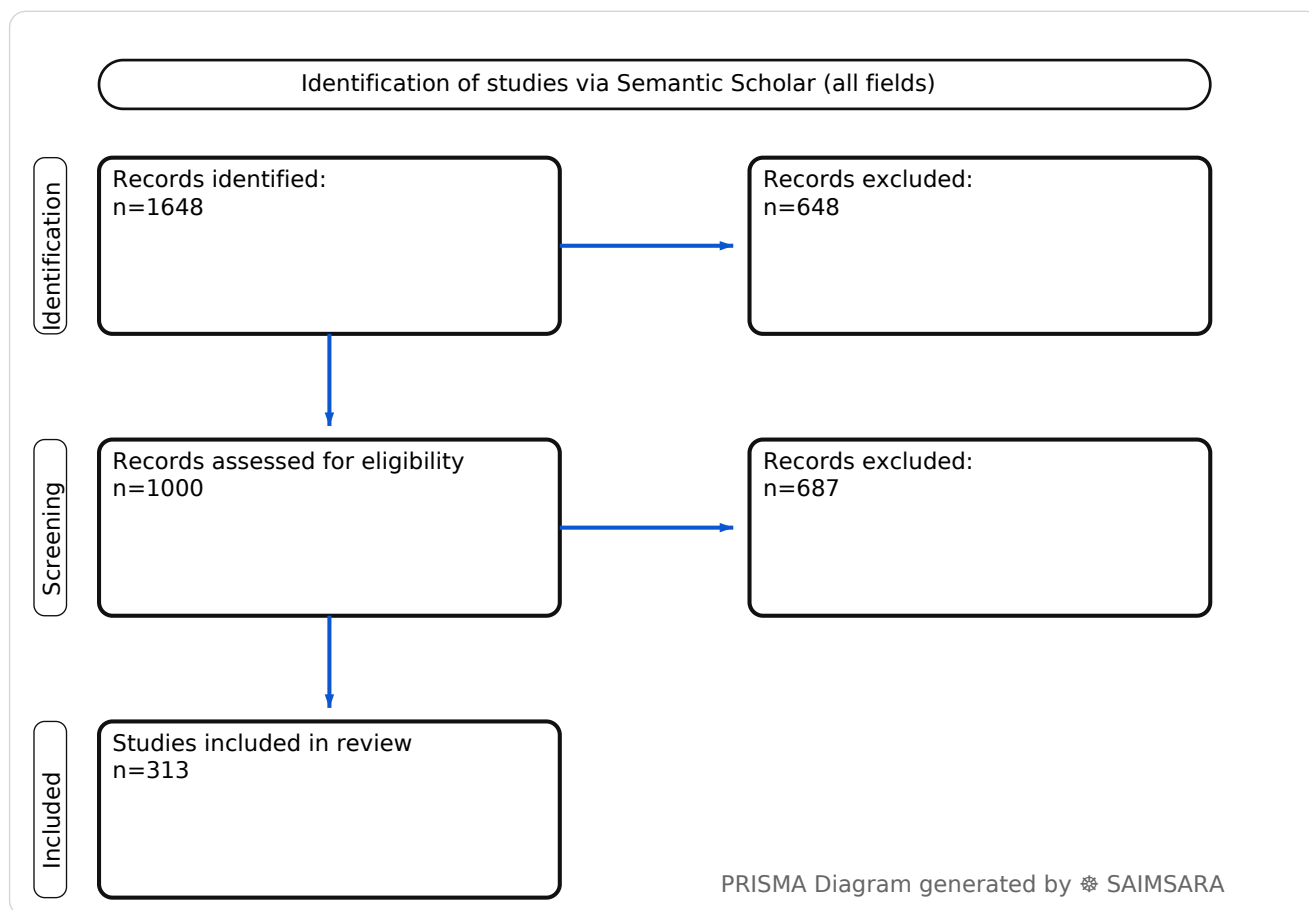 Identification of studies via Semantic Scholar (all fields)
Identification
Records identified:
n=1648
Records excluded:
n=648
Screening
Records assessed for eligibility
n=1000
Records excluded:
n=687
Included
Studies included in review
n=313
PRISMA Diagram generated by ☸ SAIMSARA